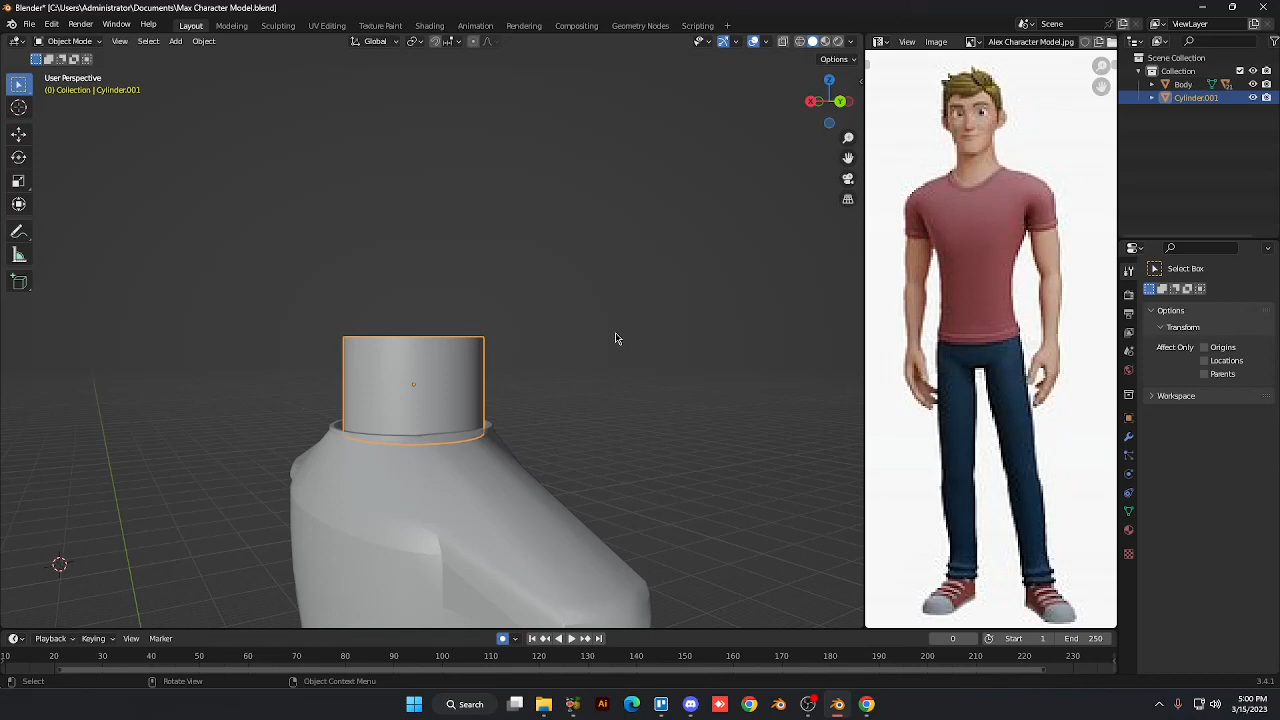 Blender* [C:\Users\Administrator\Documents\Max Character Model.blend]
File Edit Render Window Help Layout Modeling Sculpting UV Editing Texture Paint Shading Animation Rendering Compositing Geometry Nodes Scripting + Scene ViewLayer
Object Mode View Select Add Object Global View Image Alex Character Model.jpg
Options
User Perspective
(0) Collection | Cylinder.001
Z
X Y
Scene Collection
Collection
Body 21
Cylinder.001
Select Box
Options
Transform
Affect Only Origins
Locations
Parents
Workspace
Playback Keying View Marker 0 Start 1 End 250
10 20 30 40 50 60 70 80 90 100 110 120 130 140 150 160 170 180 190 200 210 220 230
Select Rotate View Object Context Menu 3.4.1
Search
Ai
5:00 PM
3/15/2023